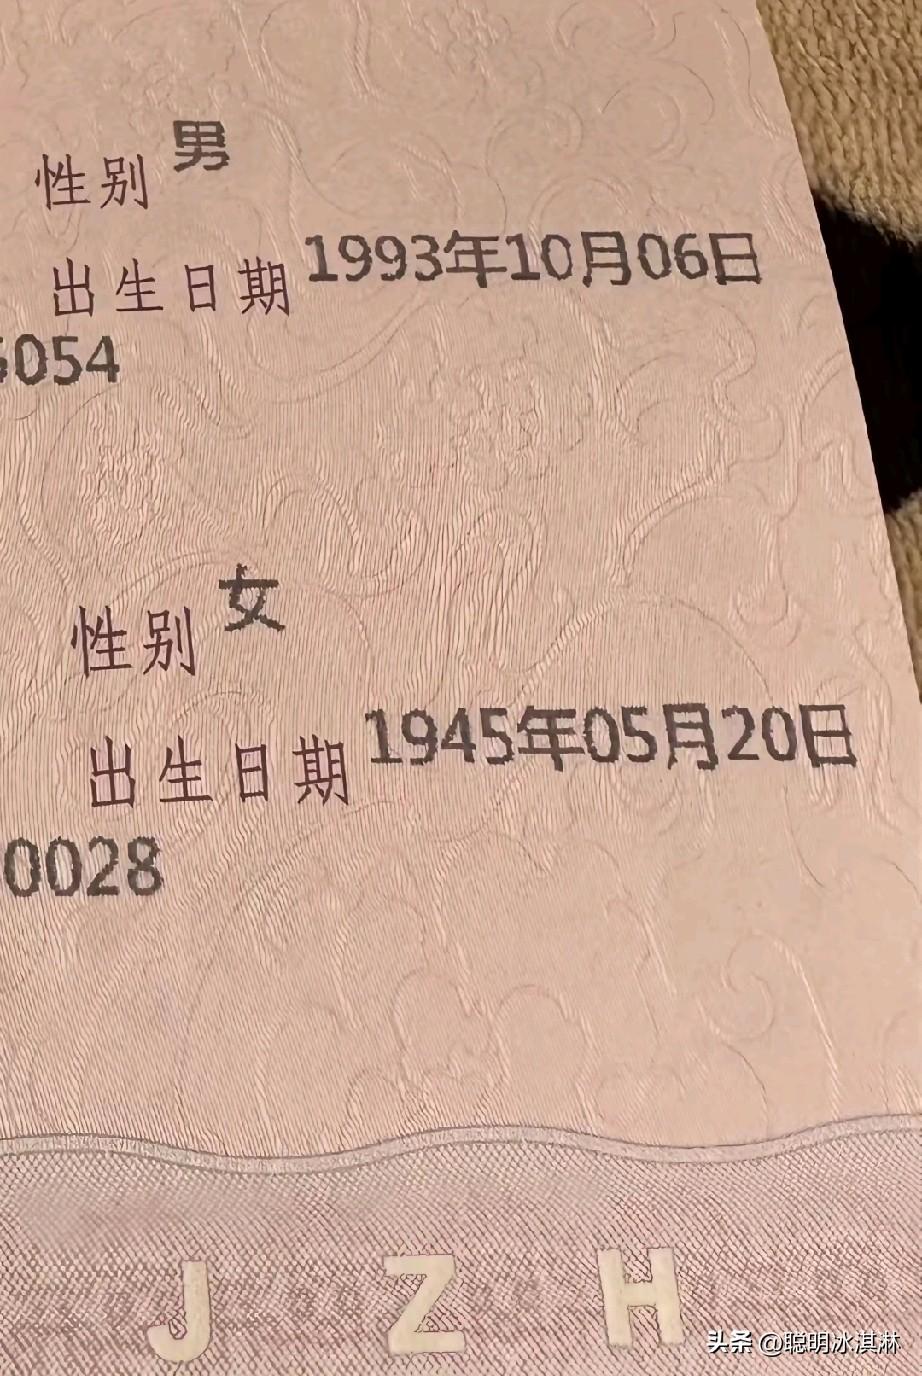 性别 男
出生日期 1993年10月06日
6054
性别 女
出生日期 1945年05月20日
0028
JZH
头条 @聪明冰淇淋